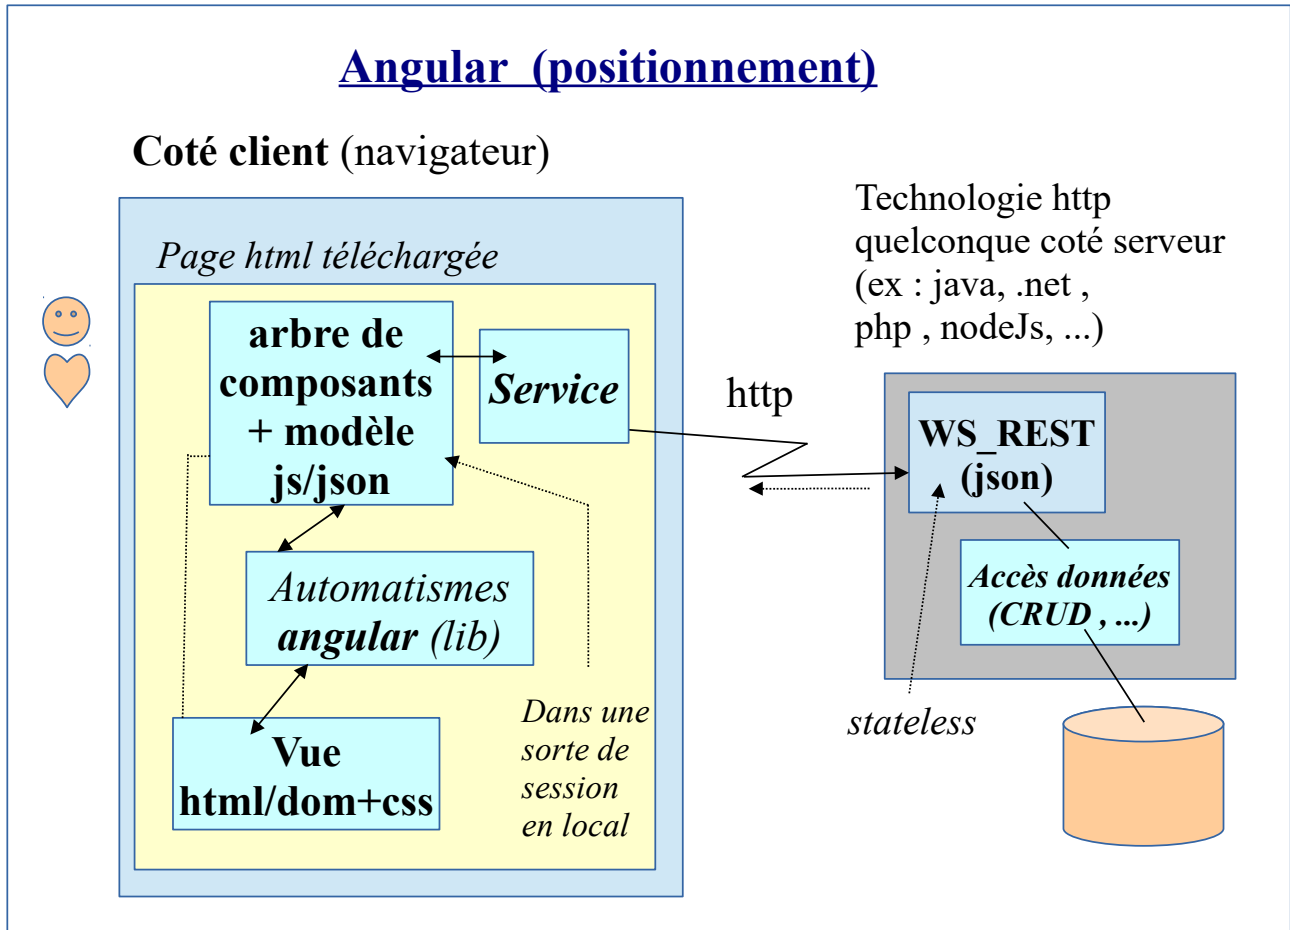 Angular (positionnement)
Coté client (navigateur)
Page html téléchargée
arbre de
composants
+ modèle
js/json
Service
Automatismes
angular (lib)
Vue
html/dom+css
Dans une
sorte de
session
en local
http
Technologie http
quelconque coté serveur
(ex : java, .net ,
php , nodeJs, ...)
WS_REST
(json)
Accès données
(CRUD , ...)
stateless